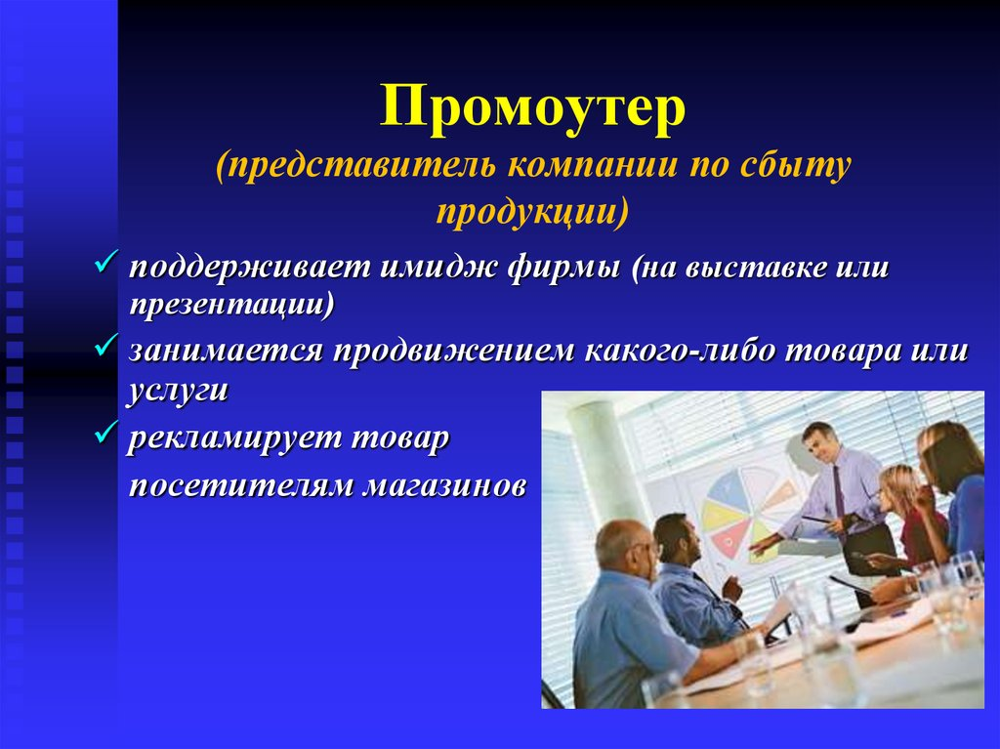 Промоутер
(представитель компании по сбыту
продукции)
✓ поддерживает имидж фирмы (на выставке или
презентации)
✓ занимается продвижением какого-либо товара или
услуги
✓ рекламирует товар
посетителям магазинов